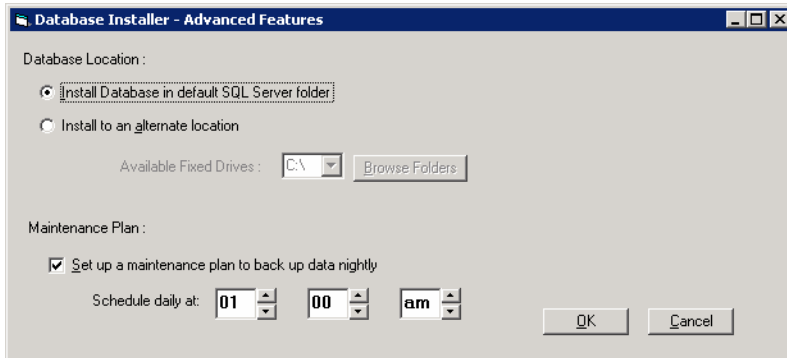 Database Installer - Advanced Features
Database Location :
Install Database in default SQL Server folder
Install to an alternate location
Available Fixed Drives : C:\ Browse Folders
Maintenance Plan :
Set up a maintenance plan to back up data nightly
Schedule daily at: 01 00 am
OK Cancel